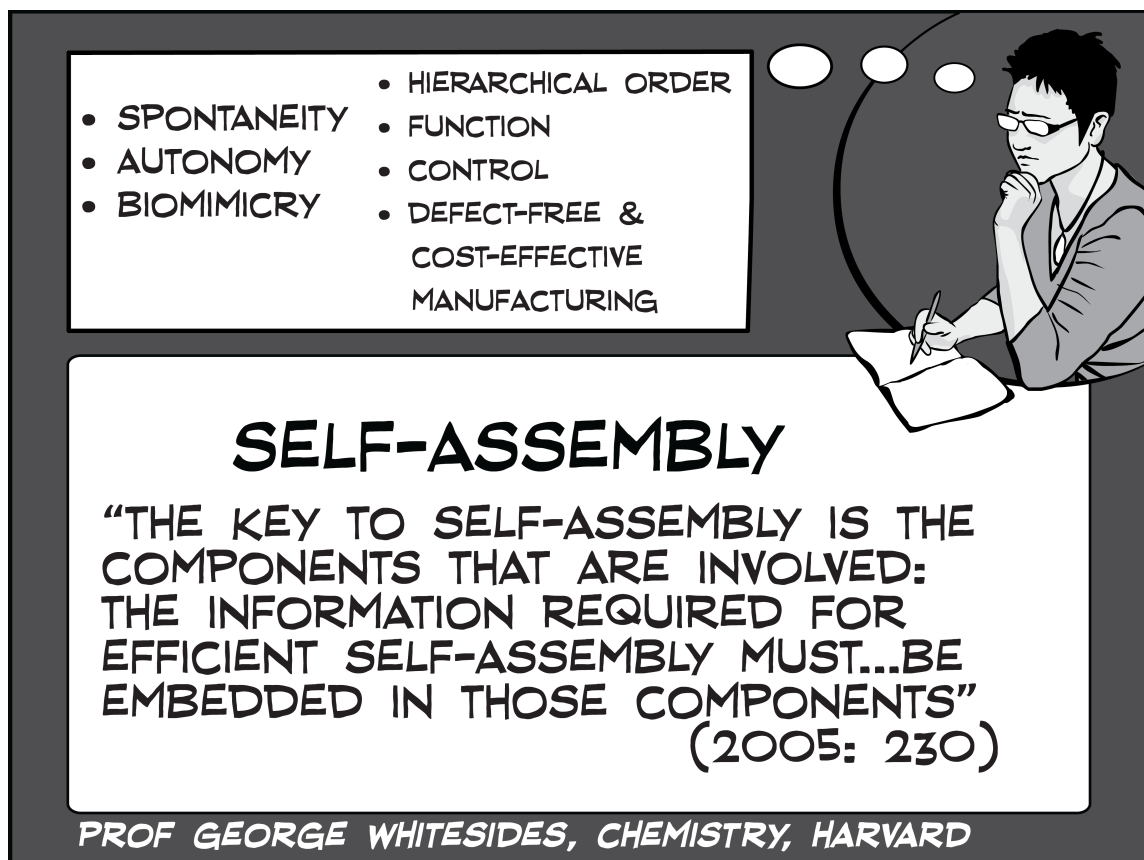 • SPONTANEITY
• AUTONOMY
• BIOMIMICRY
• HIERARCHICAL ORDER
• FUNCTION
• CONTROL
• DEFECT-FREE &
COST-EFFECTIVE
MANUFACTURING
SELF-ASSEMBLY
“THE KEY TO SELF-ASSEMBLY IS THE
COMPONENTS THAT ARE INVOLVED:
THE INFORMATION REQUIRED FOR
EFFICIENT SELF-ASSEMBLY MUST...BE
EMBEDDED IN THOSE COMPONENTS”
(2005: 230)
PROF GEORGE WHITESIDES, CHEMISTRY, HARVARD